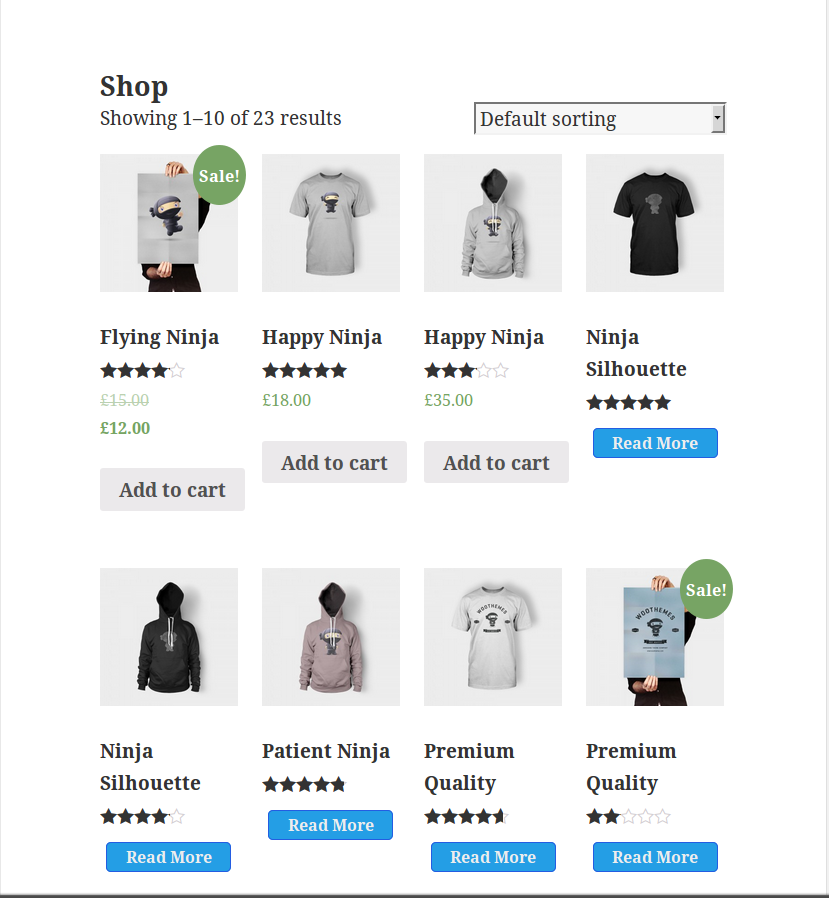 Shop
Showing 1–10 of 23 results
Default sorting
Sale!
Flying Ninja
£15.00
£12.00
Add to cart
Happy Ninja
£18.00
Add to cart
Happy Ninja
£35.00
Add to cart
Ninja
Silhouette
Read More
Ninja
Silhouette
Read More
Patient Ninja
Read More
WOOTHEMES
Premium
Quality
Read More
Sale!
WOOTHEMES
Premium
Quality
Read More